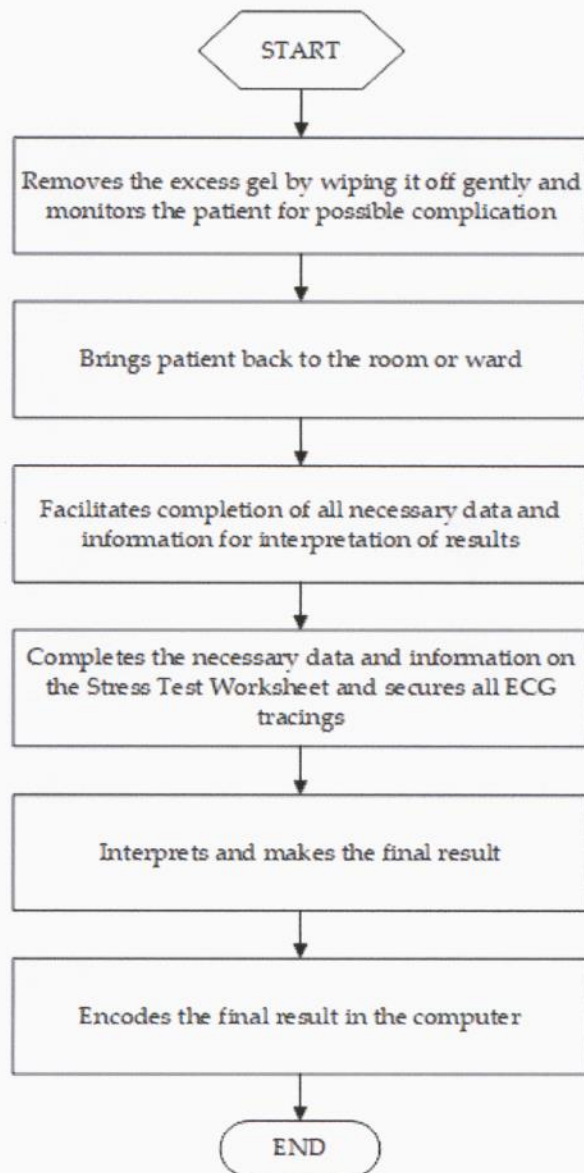 START
Removes the excess gel by wiping it off gently and
monitors the patient for possible complication
Brings patient back to the room or ward
Facilitates completion of all necessary data and
information for interpretation of results
Completes the necessary data and information on
the Stress Test Worksheet and secures all ECG
tracings
Interprets and makes the final result
Encodes the final result in the computer
END